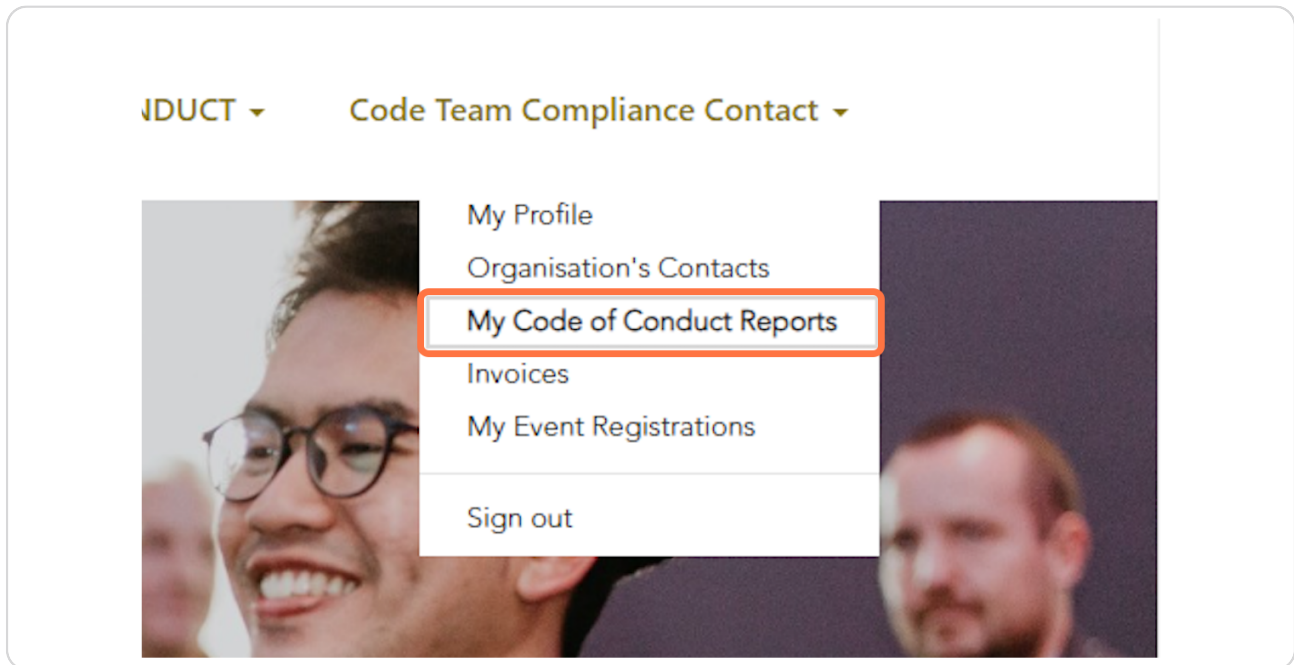 NDUCT Code Team Compliance Contact
My Profile
Organisation's Contacts
My Code of Conduct Reports
Invoices
My Event Registrations
Sign out